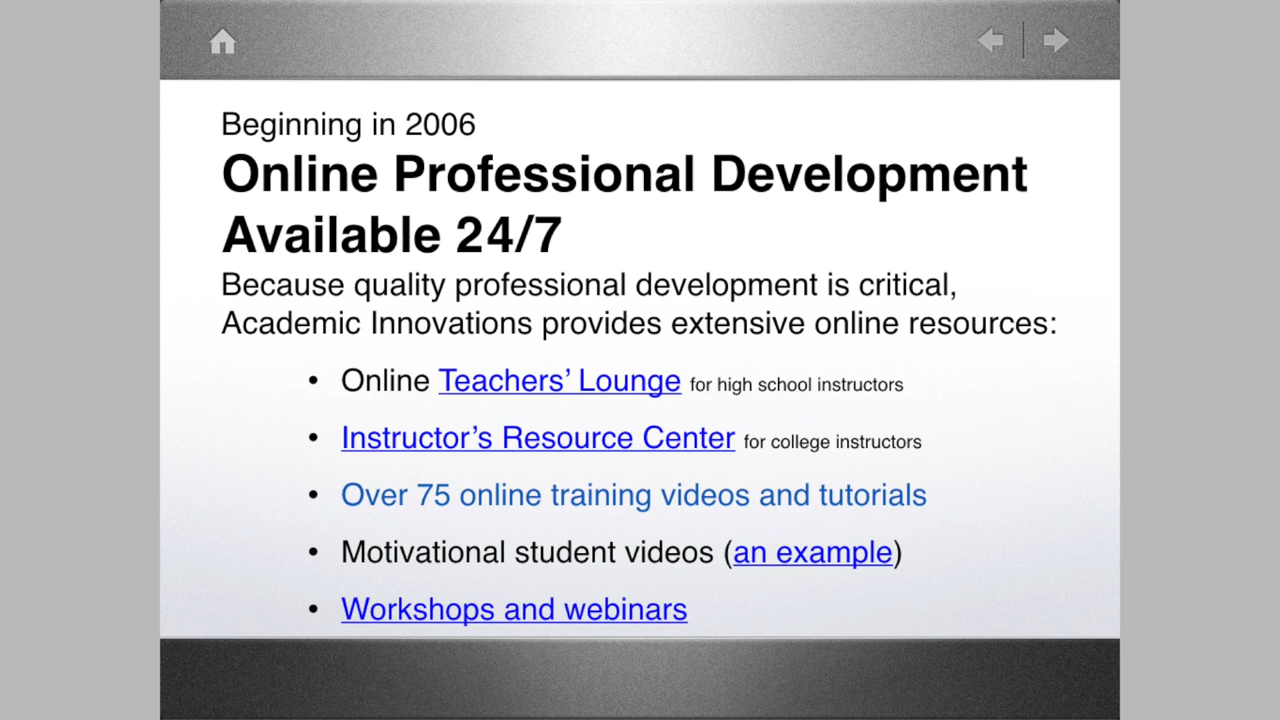 Beginning in 2006
Online Professional Development
Available 24/7
Because quality professional development is critical,
Academic Innovations provides extensive online resources:
• Online Teachers’ Lounge for high school instructors
• Instructor’s Resource Center for college instructors
• Over 75 online training videos and tutorials
• Motivational student videos (an example)
• Workshops and webinars